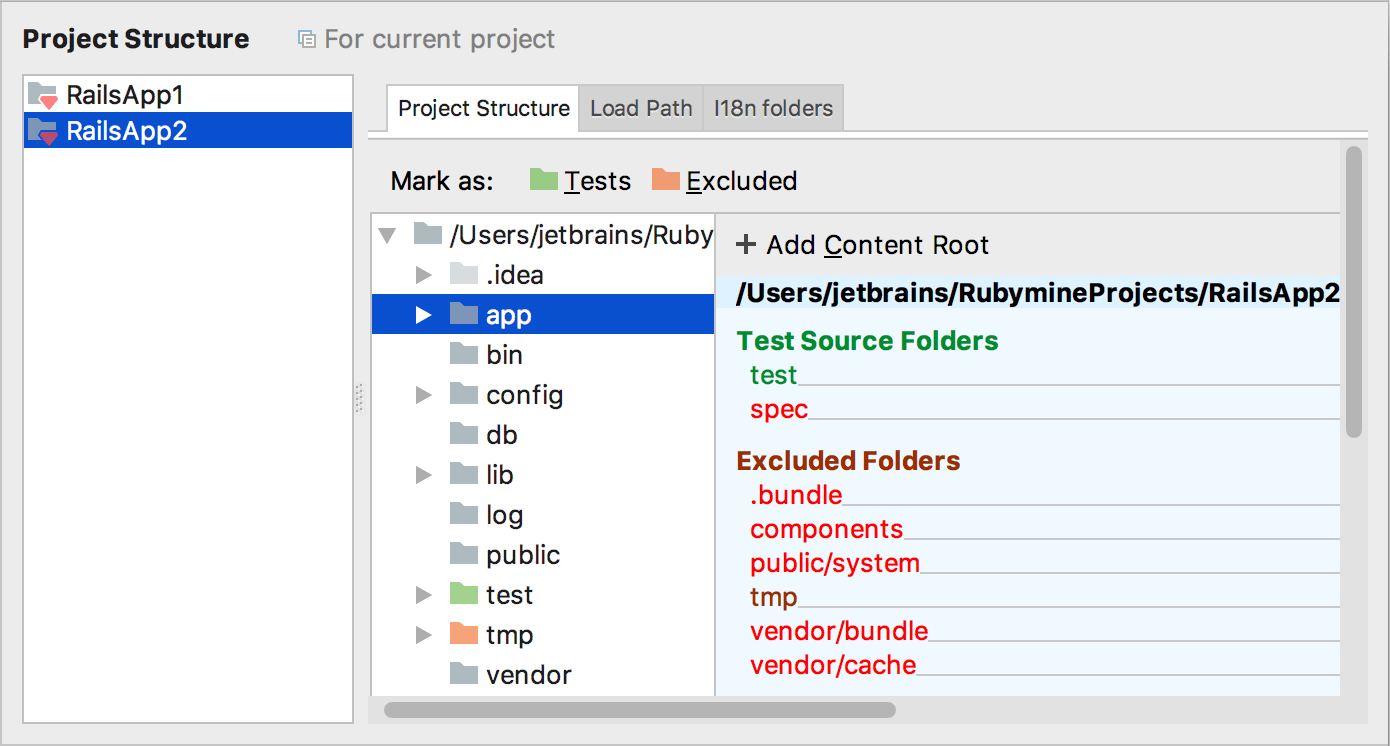 Project Structure For current project
RailsApp1
RailsApp2
Project Structure Load Path I18n folders
Mark as: Tests Excluded
/Users/jetbrains/Ruby
.idea
app
bin
config
db
lib
log
public
test
tmp
vendor
+ Add Content Root
/Users/jetbrains/RubymineProjects/RailsApp2
Test Source Folders
test
spec
Excluded Folders
.bundle
components
public/system
tmp
vendor/bundle
vendor/cache